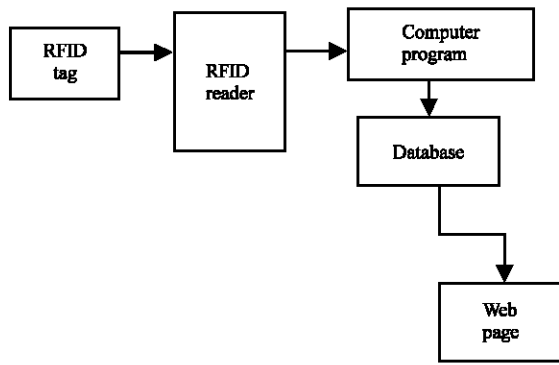 RFID
tag
RFID
reader
Computer
program
Database
Web
page